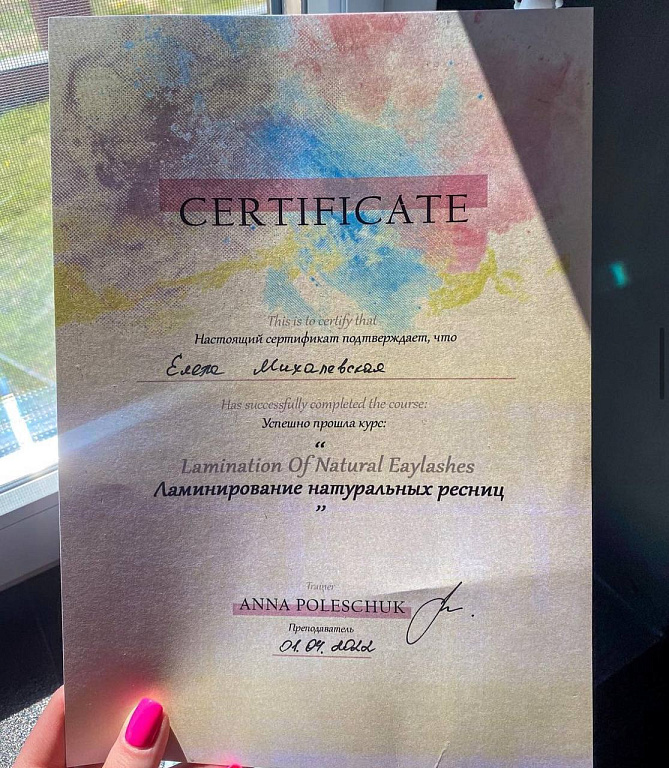 CERTIFICATE
This is to certify that
Настоящий сертификат подтверждает, что
Елена Михалевская
Has successfully completed the course:
Успешно прошла курс:
“
Lamination Of Natural Eaylashes
Ламинирование натуральных ресниц
”
Trainer
ANNA POLESCHUK
Преподаватель
01.04.2022